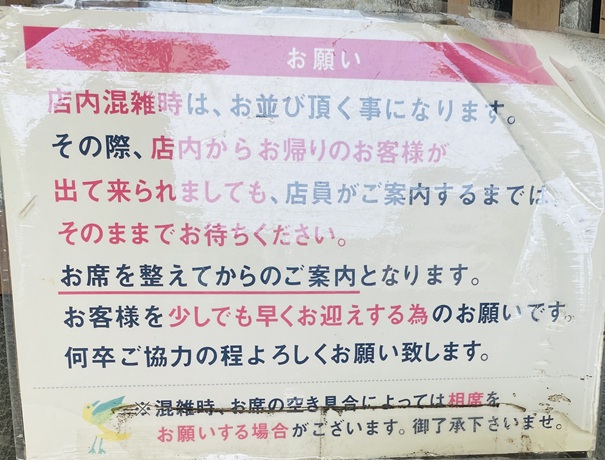 お願い
店内混雑時は、お並び頂く事になります。
その際、店内からお帰りのお客様が
出て来られましても、店員がご案内するまでは、
そのままでお待ちください。
お席を整えてからのご案内となります。
お客様を少しでも早くお迎えする為のお願いです。
何卒ご協力の程よろしくお願い致します。
※混雑時、お席の空き具合によっては相席を
お願いする場合がございます。御了承下さいませ。